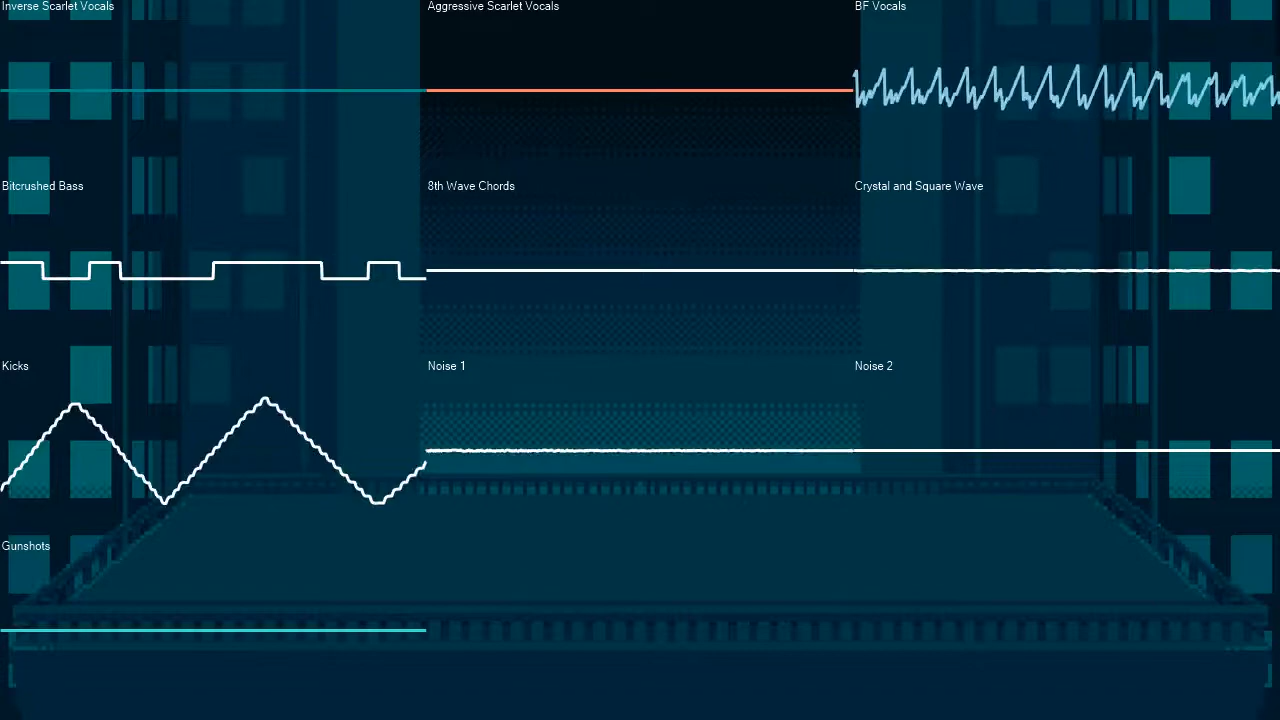 Inverse Scarlet Vocals
Aggressive Scarlet Vocals
BF Vocals
Bitcrushed Bass
8th Wave Chords
Crystal and Square Wave
Kicks
Noise 1
Noise 2
Gunshots